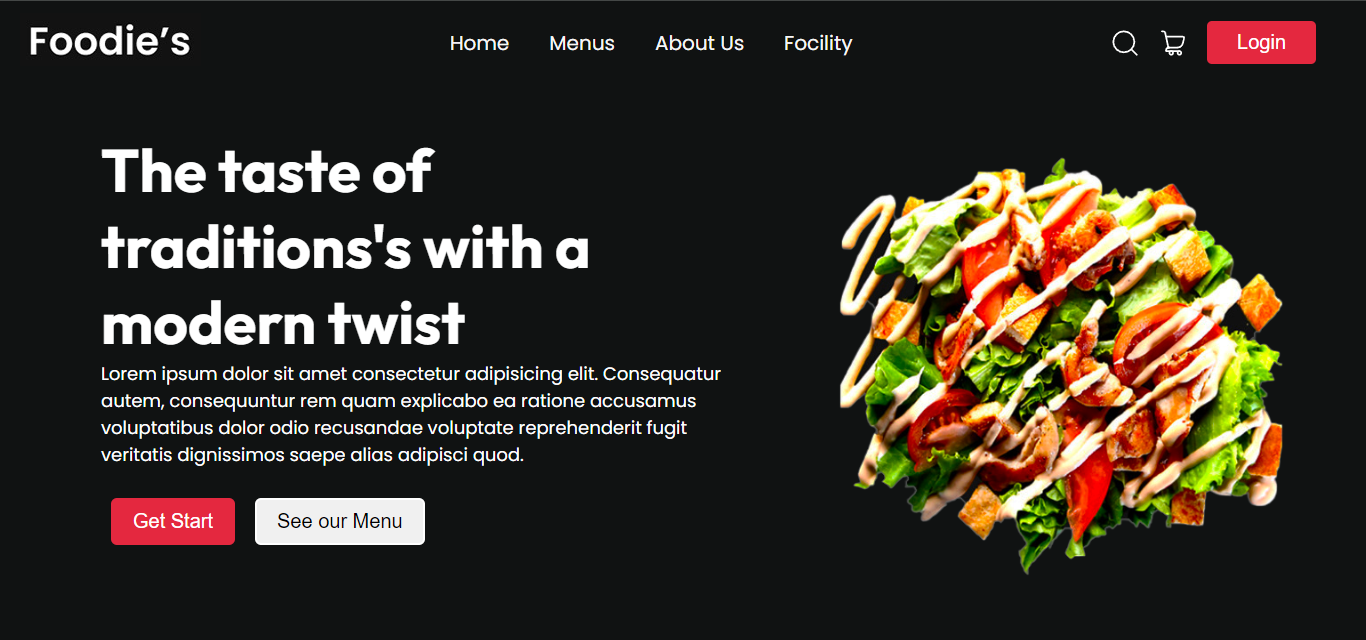 Foodie’s
Home
Menus
About Us
Focility
Login
The taste of
traditions's with a
modern twist
Lorem ipsum dolor sit amet consectetur adipisicing elit. Consequatur
autem, consequuntur rem quam explicabo ea ratione accusamus
voluptatibus dolor odio recusandae voluptate reprehenderit fugit
veritatis dignissimos saepe alias adipisci quod.
Get Start
See our Menu